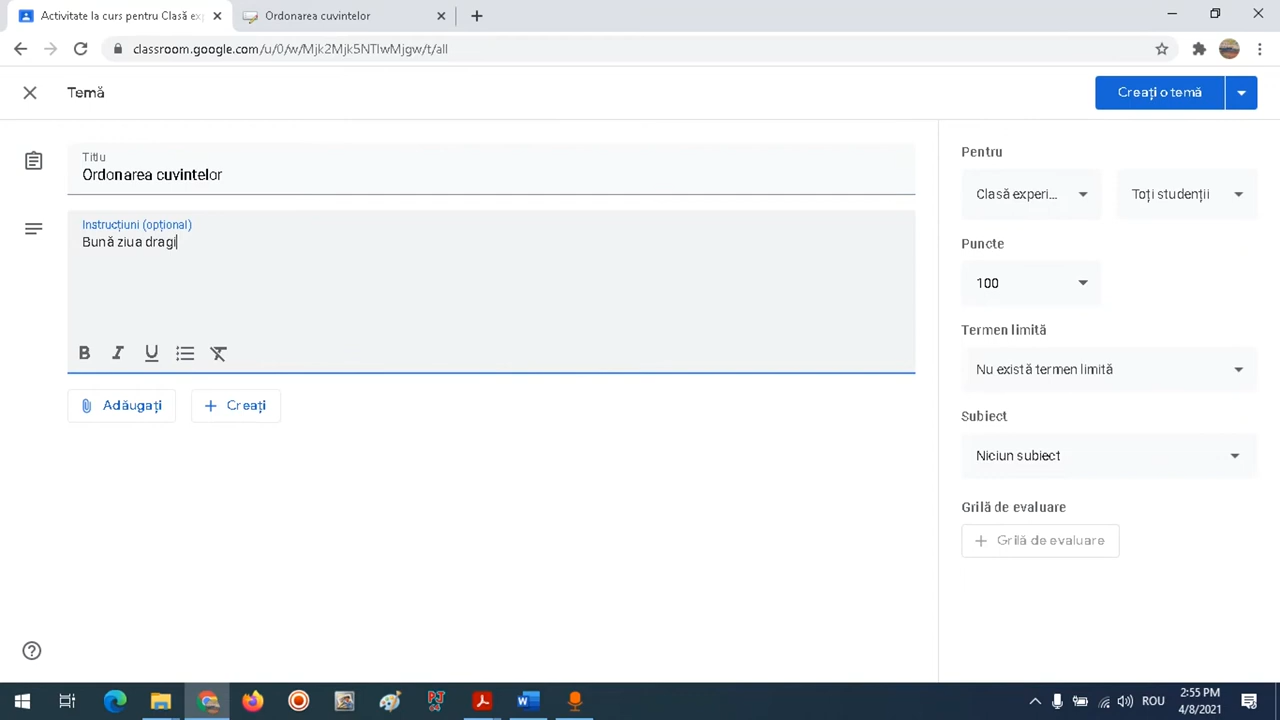 Activitate la curs pentru Clasă exp
Ordonarea cuvintelor
classroom.google.com/u/0/w/Mjk2Mjk5NTIwMjgw/t/all
Temă
Creați o temă
Titlu
Ordonarea cuvintelor
Instrucțiuni (opțional)
Bună ziua dragi
B I U
Adăugați
Creați
Pentru
Clasă experi...
Toți studenții
Puncte
100
Termen limită
Nu există termen limită
Subiect
Niciun subiect
Grilă de evaluare
Grilă de evaluare
ROU
2:55 PM
4/8/2021